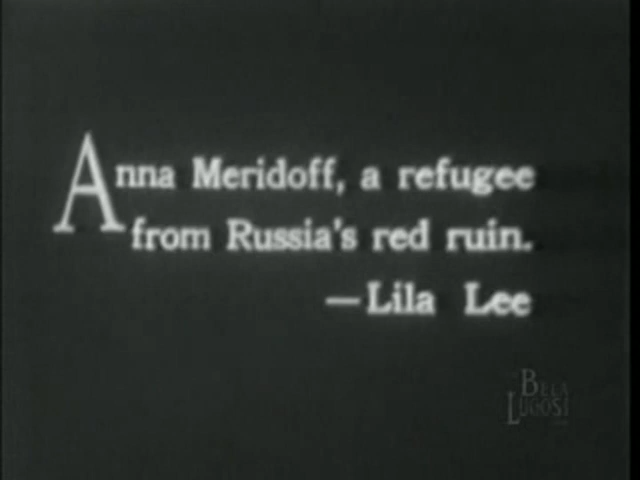 Anna Meridoff, a refugee
from Russia's red ruin.
—Lila Lee
BELA
LUGOSI